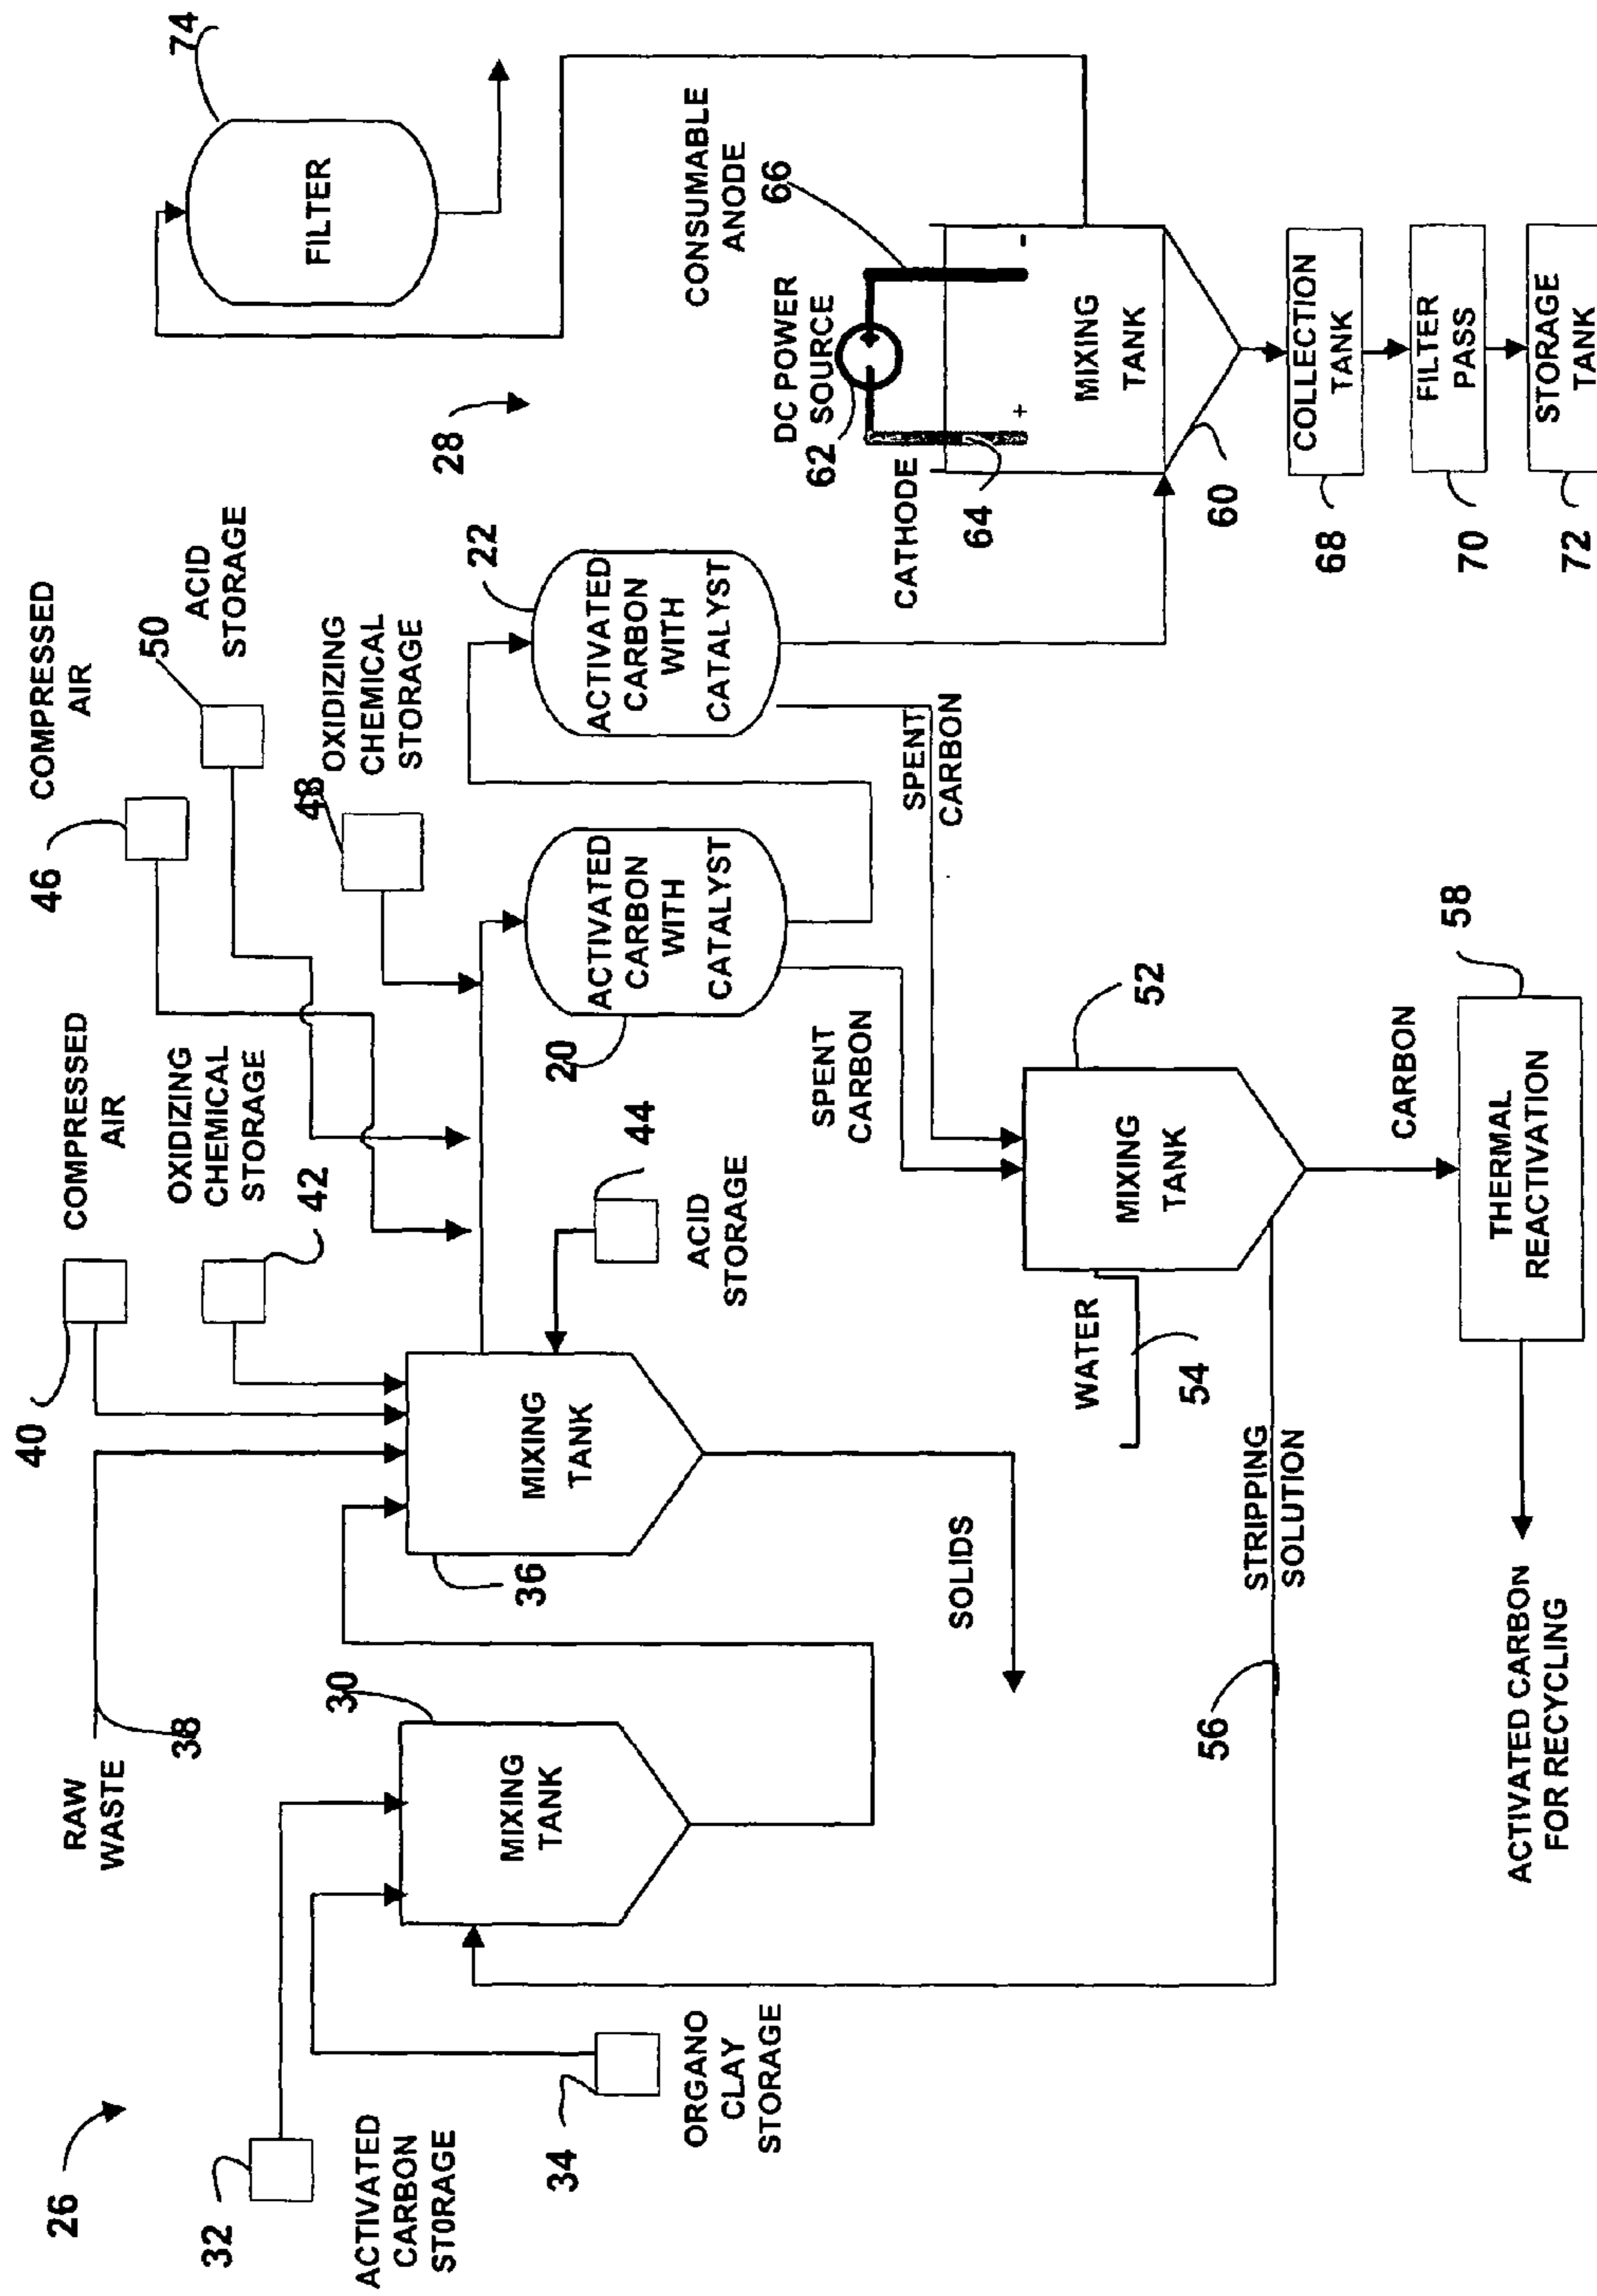 26
32
ACTIVATED
CARBON
ST0RAGE
34
ORGANO
CLAY
STORAGE
RAW
WASTE
38
30
MIXING
TANK
40
COMPRESSED
AIR
OXIDIZING
CHEMICAL
STORAGE
42
36
MIXING
TANK
44
ACID
STORAGE
SOLIDS
46
COMPRESSED
AIR
50
ACID
STORAGE
48
OXIDIZING
CHEMICAL
STORAGE
20
ACTIVATED
CARBON
WITH
CATALYST
22
ACTIVATED
CARBON
WITH
CATALYST
SPENT
CARBON
SPENT
CARBON
52
MIXING
TANK
WATER
54
STRIPPING
SOLUTION
56
CARBON
58
THERMAL
REACTIVATION
ACTIVATED CARBON
FOR RECYCLING
28
74
FILTER
CONSUMABLE
ANODE
66
DC POWER
SOURCE
62
CATHODE
64
+
-
MIXING
TANK
60
COLLECTION
TANK
68
FILTER
PASS
70
STORAGE
TANK
72